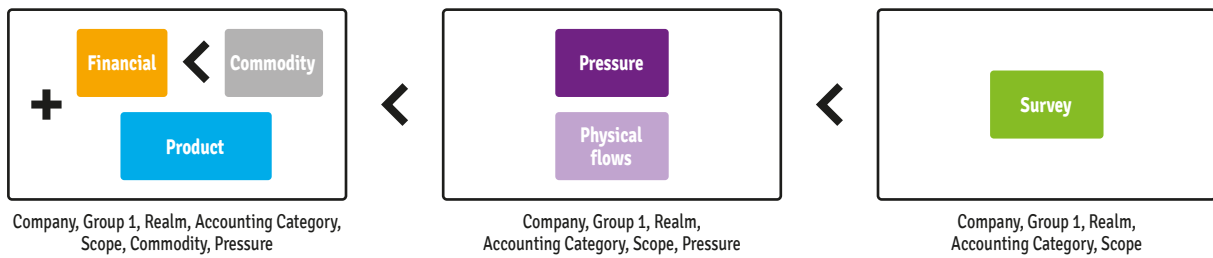 +
Financial < Commodity
Product
Company, Group 1, Realm, Accounting Category,
Scope, Commodity, Pressure
<
Pressure
Physical
flows
Company, Group 1, Realm,
Accounting Category, Scope, Pressure
<
Survey
Company, Group 1, Realm,
Accounting Category, Scope